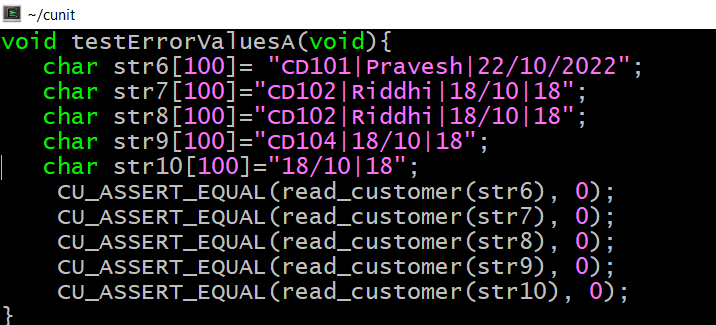 ~/cunit
void testErrorValuesA(void){
char str6[100]= "CD101|Pravesh|22/10/2022";
char str7[100]="CD102|Riddhi|18/10|18";
char str8[100]="CD102|Riddhi|18/10|18";
char str9[100]="CD104|18/10|18";
char str10[100]="18/10|18";
CU_ASSERT_EQUAL(read_customer(str6), 0);
CU_ASSERT_EQUAL(read_customer(str7), 0);
CU_ASSERT_EQUAL(read_customer(str8), 0);
CU_ASSERT_EQUAL(read_customer(str9), 0);
CU_ASSERT_EQUAL(read_customer(str10), 0);
}